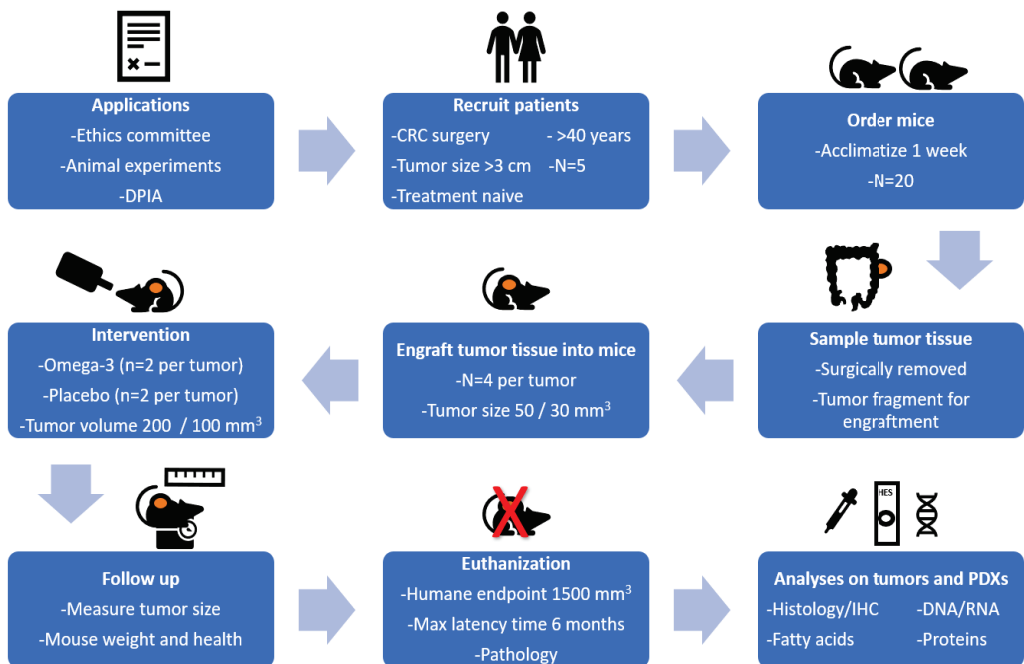 Applications
-Ethics committee
-Animal experiments
-DPIA
Recruit patients
-CRC surgery - >40 years
-Tumor size >3 cm -N=5
-Treatment naive
Order mice
-Acclimatize 1 week
-N=20
Sample tumor tissue
-Surgically removed
-Tumor fragment for
engraftment
Engraft tumor tissue into mice
-N=4 per tumor
-Tumor size 50 / 30 mm³
Intervention
-Omega-3 (n=2 per tumor)
-Placebo (n=2 per tumor)
-Tumor volume 200 / 100 mm³
Follow up
-Measure tumor size
-Mouse weight and health
Euthanization
-Humane endpoint 1500 mm³
-Max latency time 6 months
-Pathology
HES
Analyses on tumors and PDXs
-Histology/IHC -DNA/RNA
-Fatty acids -Proteins